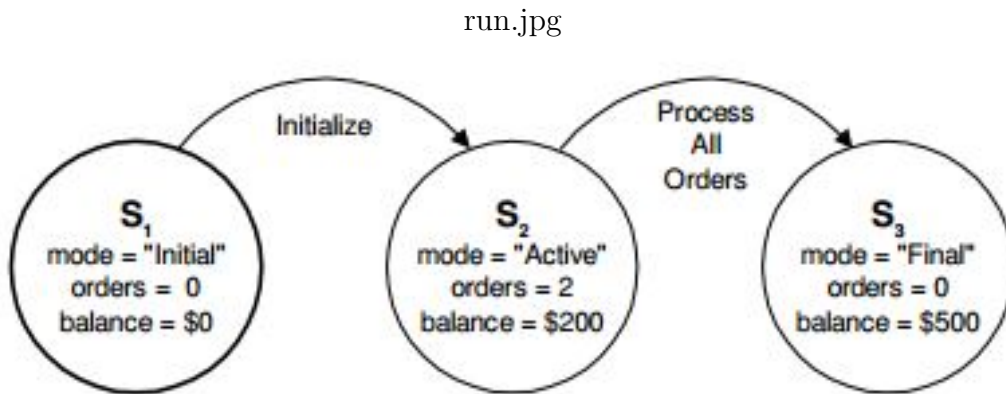 run.jpg
Initialize
Process
All
Orders
S₁
mode = "Initial"
orders = 0
balance = $0
S₂
mode = "Active"
orders = 2
balance = $200
S₃
mode = "Final"
orders = 0
balance = $500